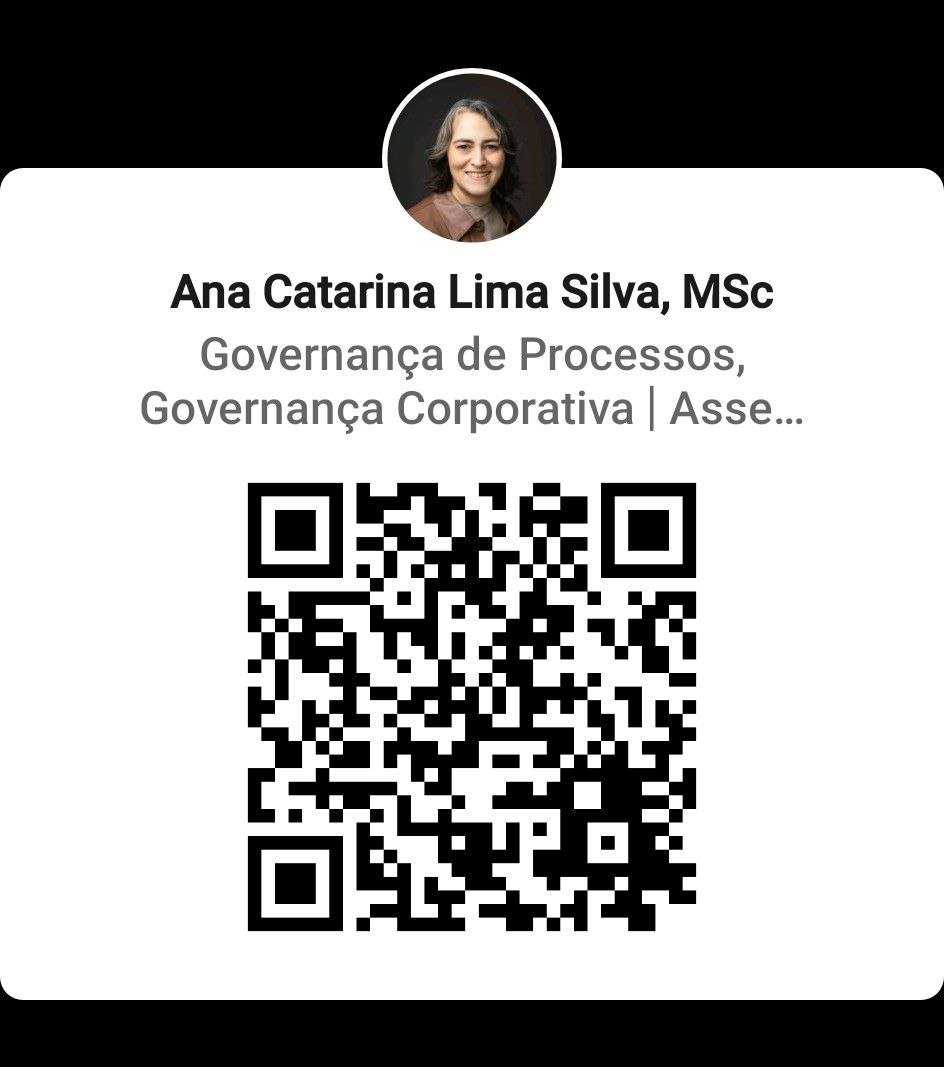 Ana Catarina Lima Silva, MSc
Governança de Processos,
Governança Corporativa | Asse...